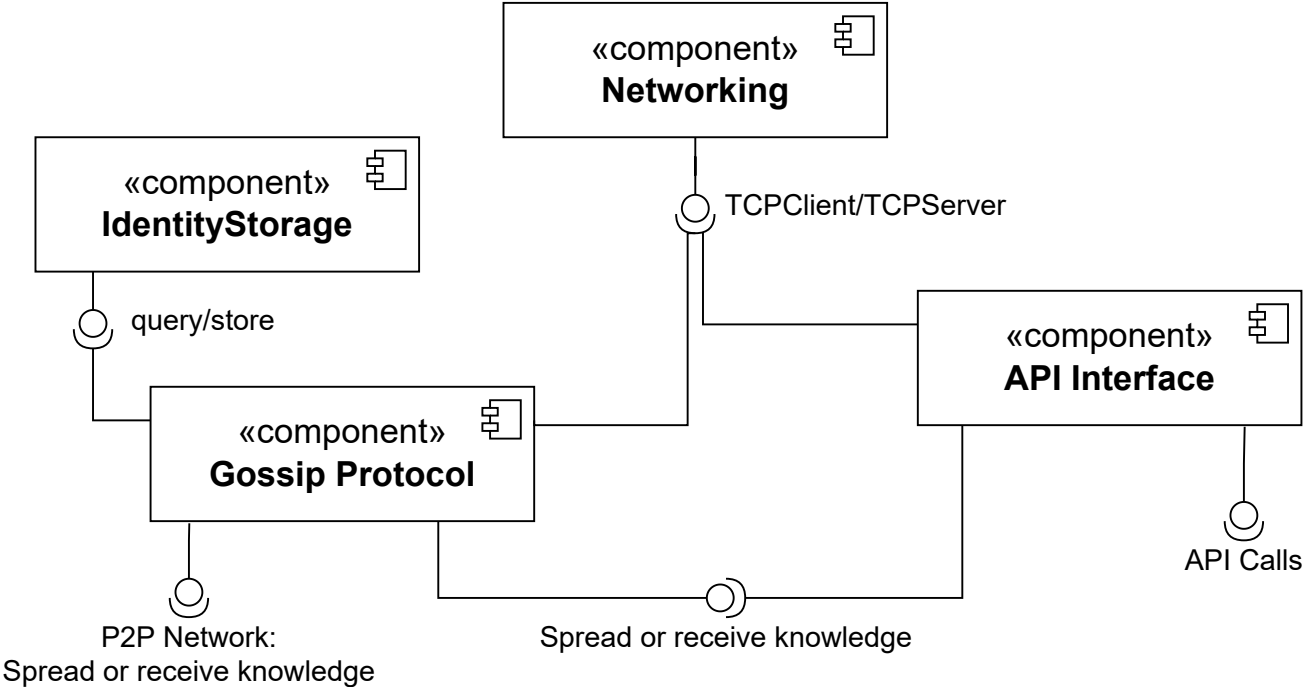 «component»
Networking
«component»
IdentityStorage
TCPClient/TCPServer
query/store
«component»
API Interface
«component»
Gossip Protocol
API Calls
P2P Network:
Spread or receive knowledge
Spread or receive knowledge